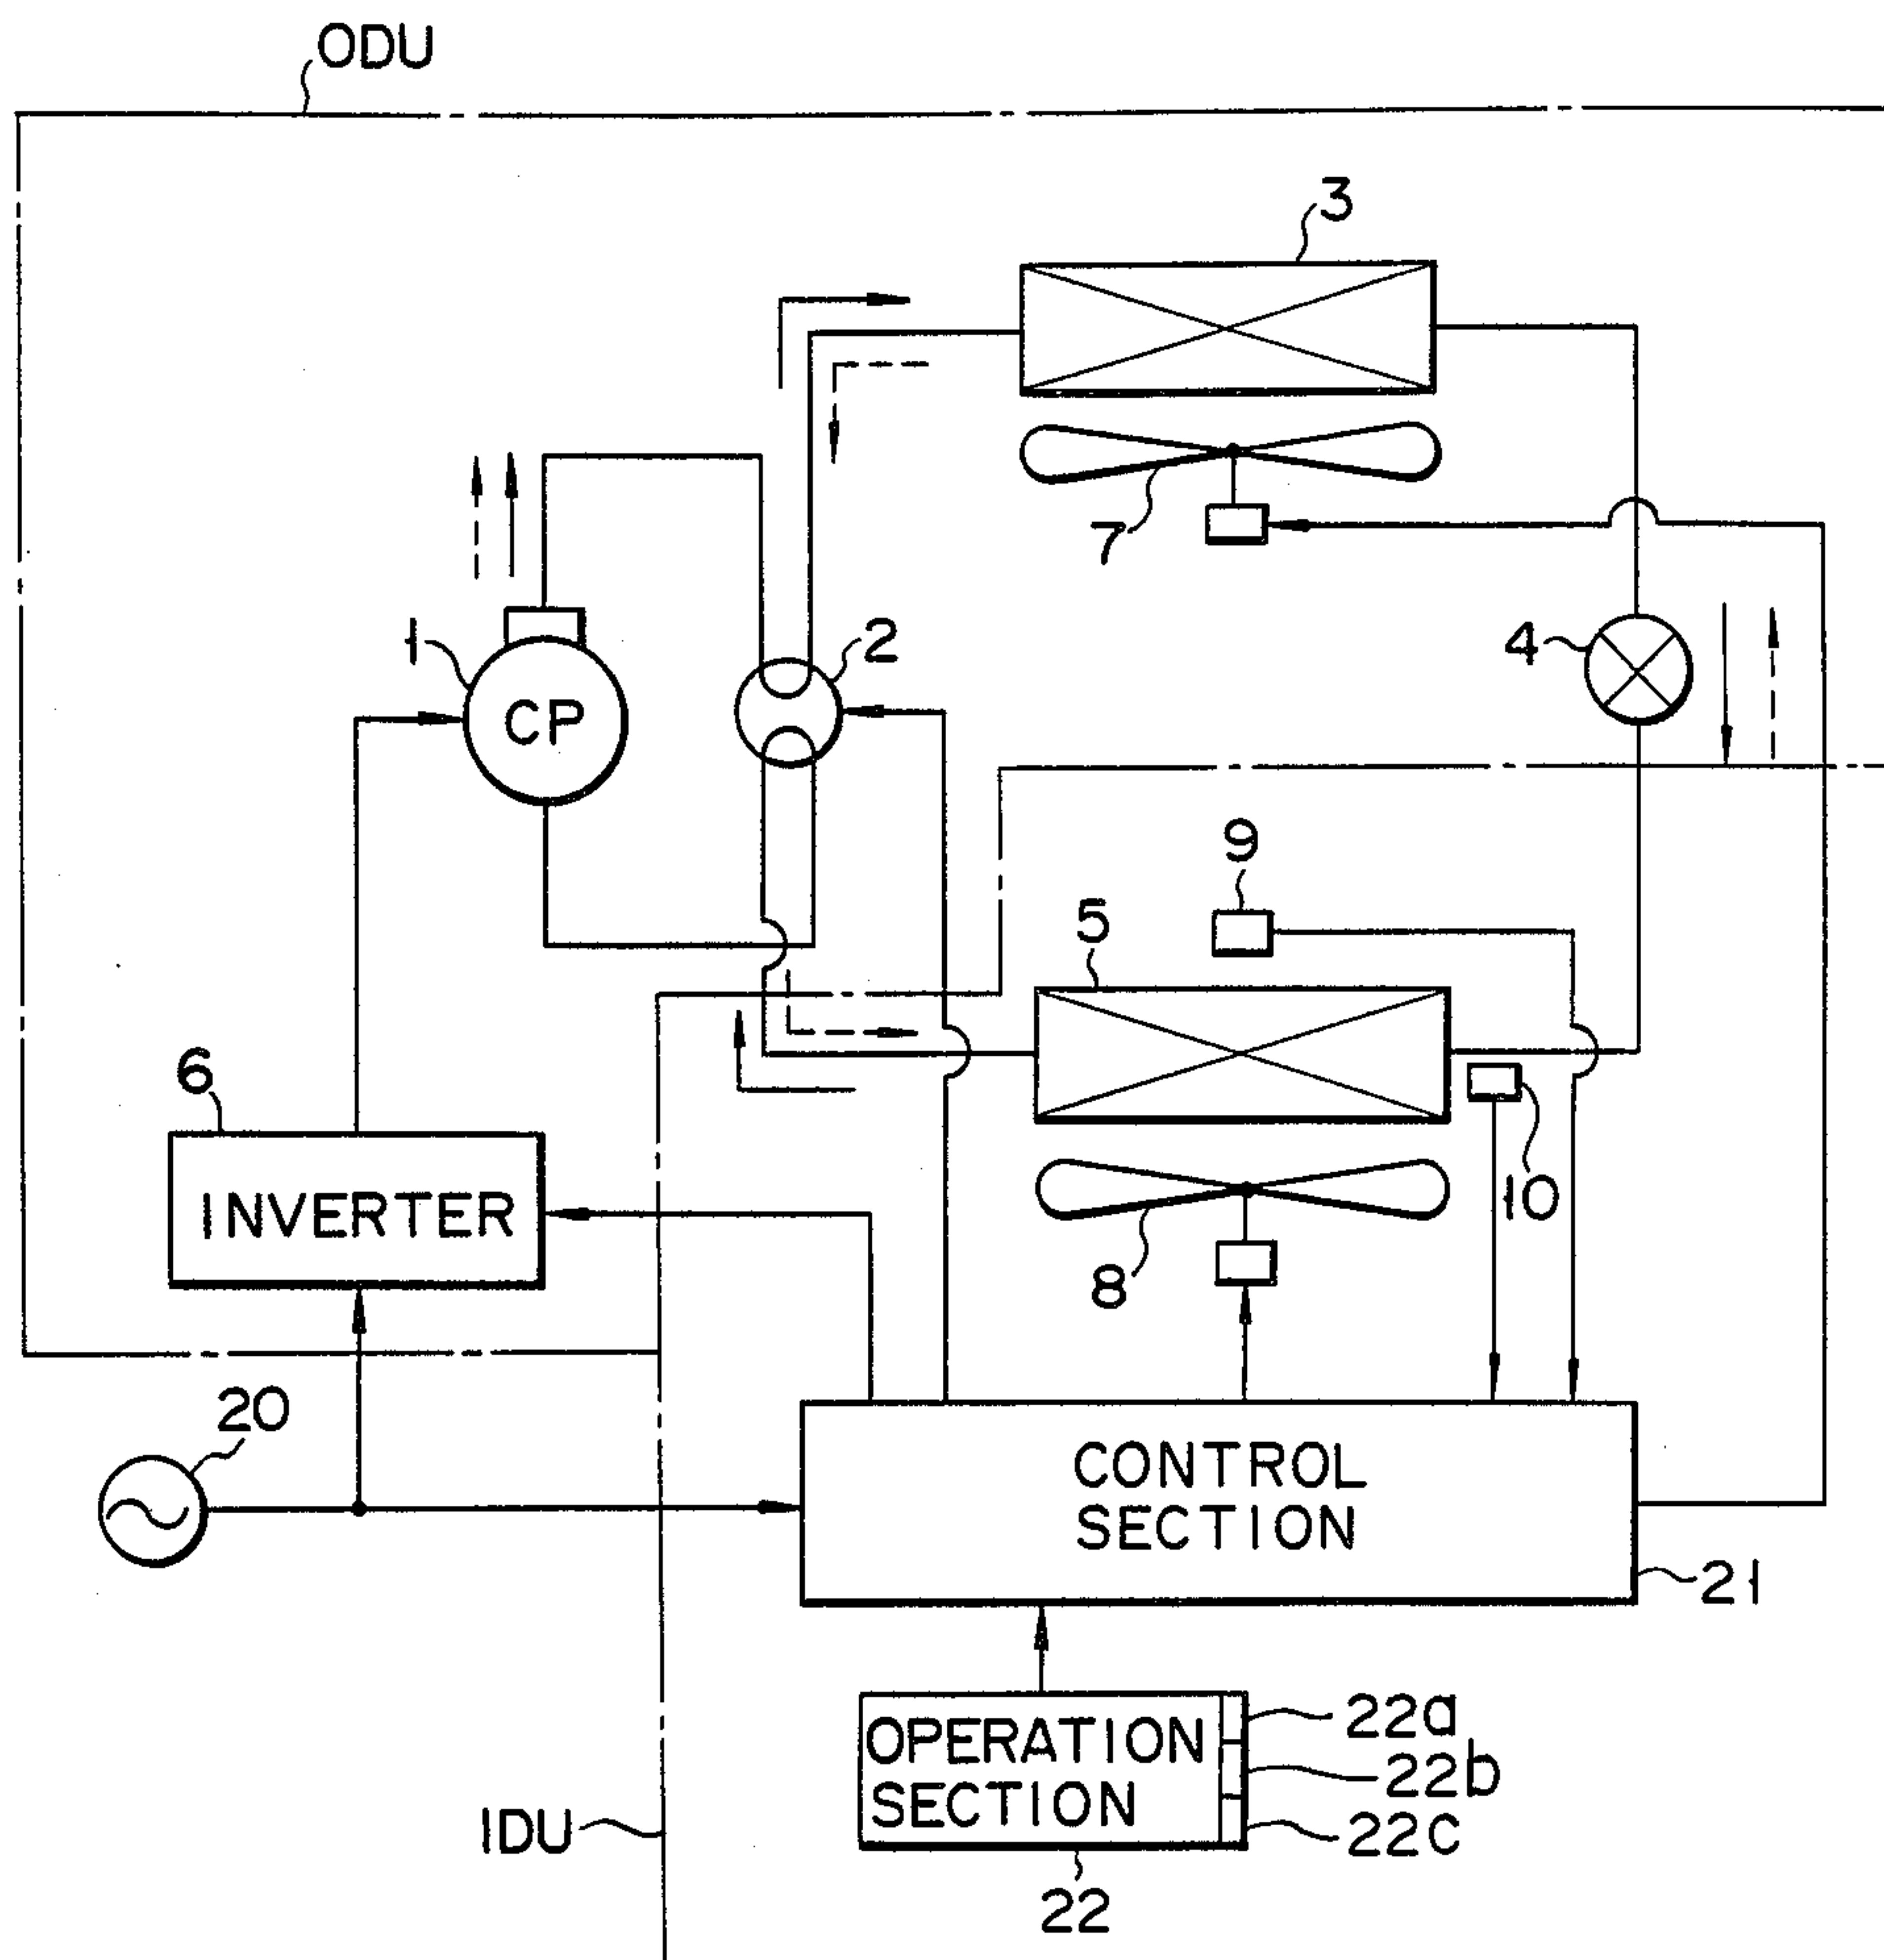 ODU
3
7
1
CP
2
4
9
5
6
INVERTER
10
8
20
CONTROL
SECTION
21
OPERATION
SECTION
22a
22b
22c
IDU
22